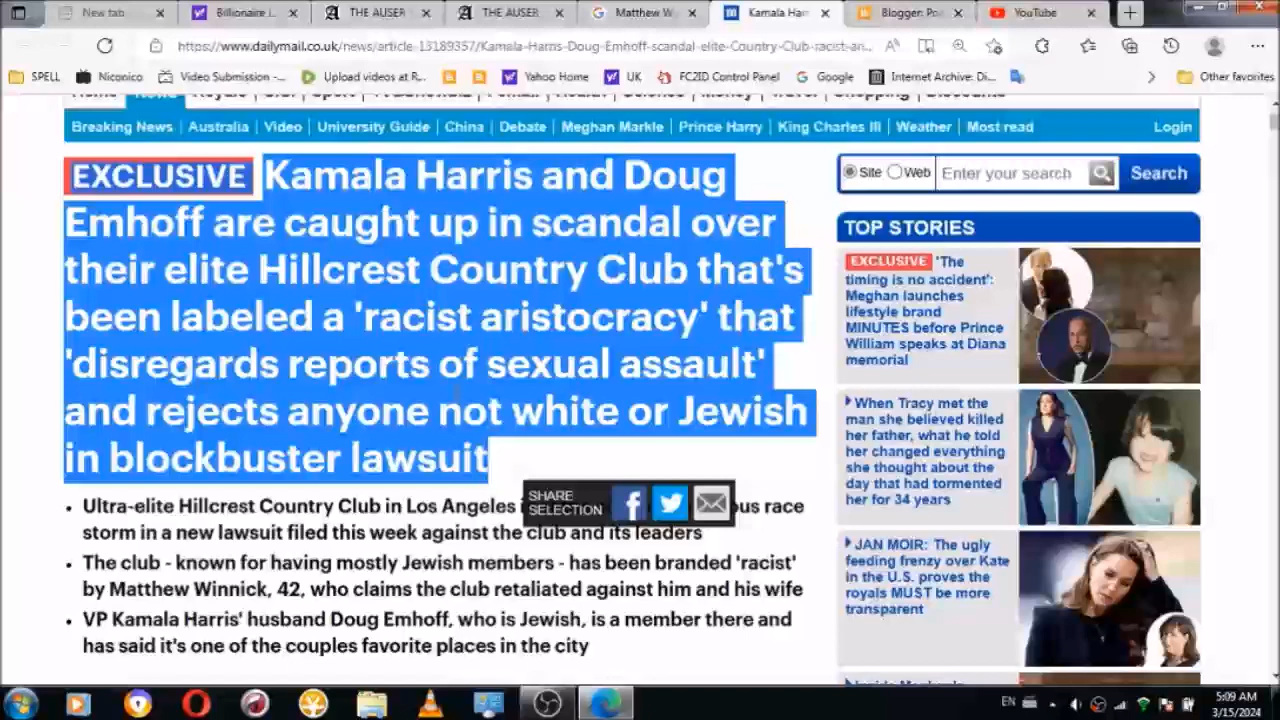 New tab
Billionaire i
THE AUSER
THE AUSER
Matthew W
Kamala Har
Blogger: Po
YouTube
https://www.dailymail.co.uk/news/article-13189357/Kamala-Harris-Doug-Emhoff-scandal-elite-Country-Club-racist-an...
SPELL
Niconico
Video Submission -...
Upload videos at R...
Yahoo Home
UK
FC2ID Control Panel
Google
Internet Archive: Di...
Other favorites
Breaking News | Australia | Video | University Guide | China | Debate | Meghan Markle | Prince Harry | King Charles III | Weather | Most read
Login
EXCLUSIVE Kamala Harris and Doug
Emhoff are caught up in scandal over
their elite Hillcrest Country Club that's
been labeled a 'racist aristocracy' that
'disregards reports of sexual assault'
and rejects anyone not white or Jewish
in blockbuster lawsuit
SHARE
SELECTION
• Ultra-elite Hillcrest Country Club in Los Angeles ous race
storm in a new lawsuit filed this week against the club and its leaders
• The club - known for having mostly Jewish members - has been branded 'racist'
by Matthew Winnick, 42, who claims the club retaliated against him and his wife
• VP Kamala Harris' husband Doug Emhoff, who is Jewish, is a member there and
has said it's one of the couples favorite places in the city
Site Web Enter your search Search
TOP STORIES
EXCLUSIVE 'The
timing is no accident':
Meghan launches
lifestyle brand
MINUTES before Prince
William speaks at Diana
memorial
When Tracy met the
man she believed killed
her father, what he told
her changed everything
she thought about the
day that had tormented
her for 34 years
JAN MOIR: The ugly
feeding frenzy over Kate
in the U.S. proves the
royals MUST be more
transparent
EN
5:09 AM
3/15/2024